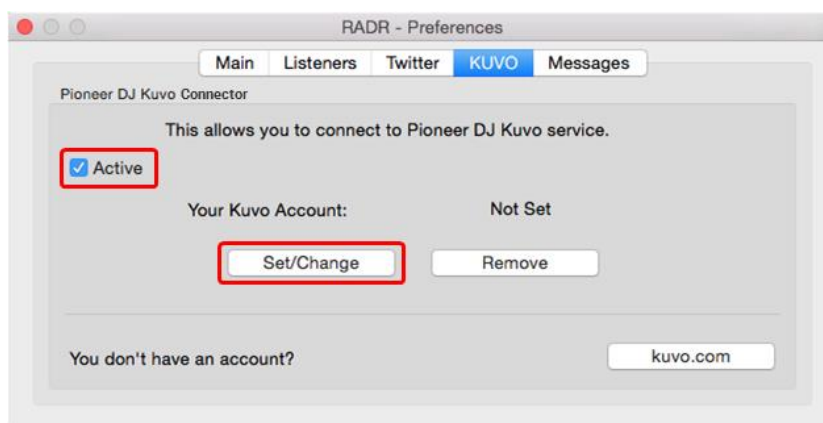 RADR - Preferences
Main Listeners Twitter KUVO Messages
Pioneer DJ Kuvo Connector
This allows you to connect to Pioneer DJ Kuvo service.
Active
Your Kuvo Account: Not Set
Set/Change Remove
You don't have an account? kuvo.com